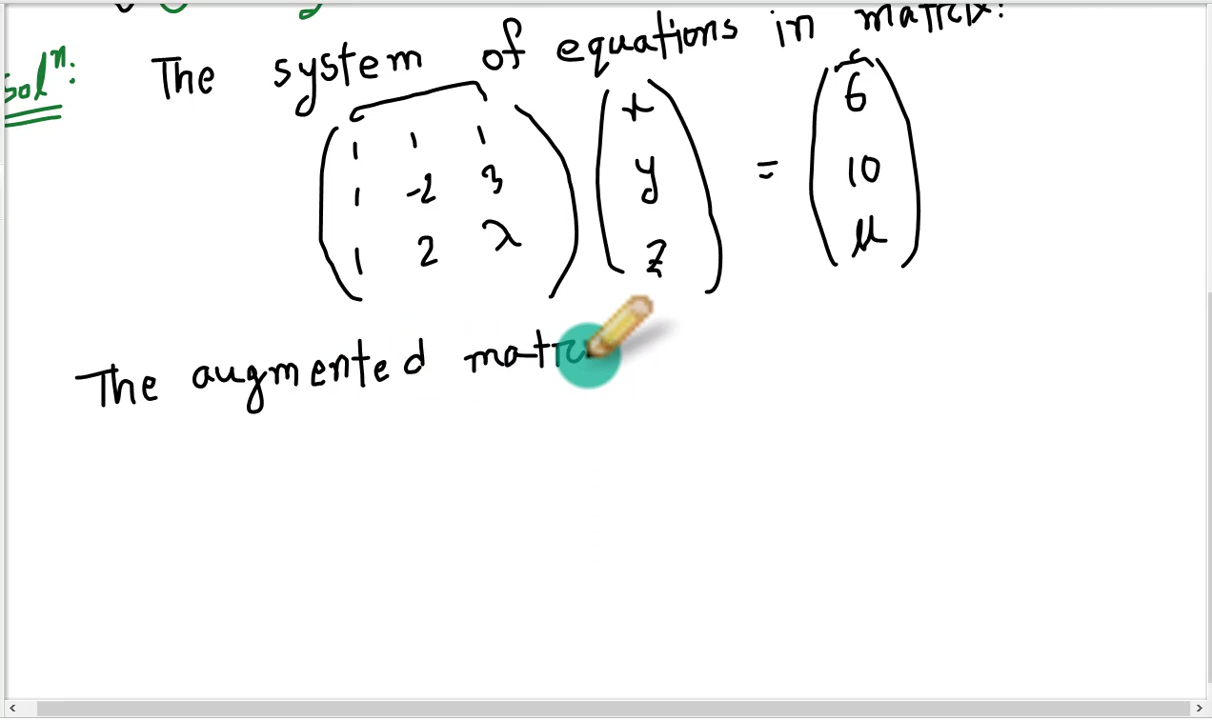 Solⁿ: The system of equations in matrix:
( 1 1 1 ) ( x ) = ( 6 )
( 1 -2 3 ) ( y ) ( 10 )
( 1 2 λ ) ( z ) ( μ )
The augmented matri